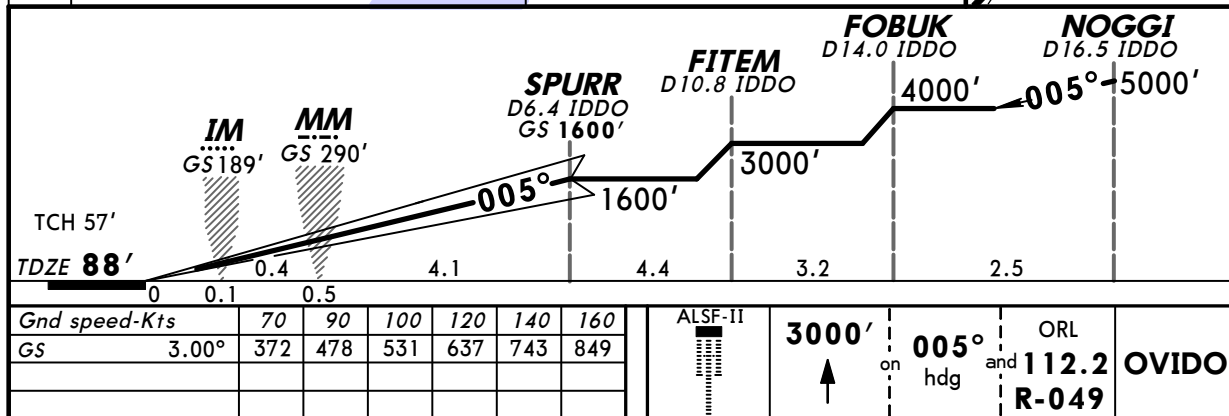 FOBUK
D14.0 IDDO
NOGGI
D16.5 IDDO
FITEM
D10.8 IDDO
SPURR
D6.4 IDDO
GS 1600'
4000'
005°
5000'
IM
GS 189'
MM
GS 290'
3000'
005°
1600'
TCH 57'
TDZE 88'
0.4 4.1 4.4 3.2 2.5
0 0.1 0.5
Gnd speed-Kts 70 90 100 120 140 160
GS 3.00° 372 478 531 637 743 849
ALSF-II
3000'
on
005°
hdg
and
ORL
112.2
R-049
OVIDO